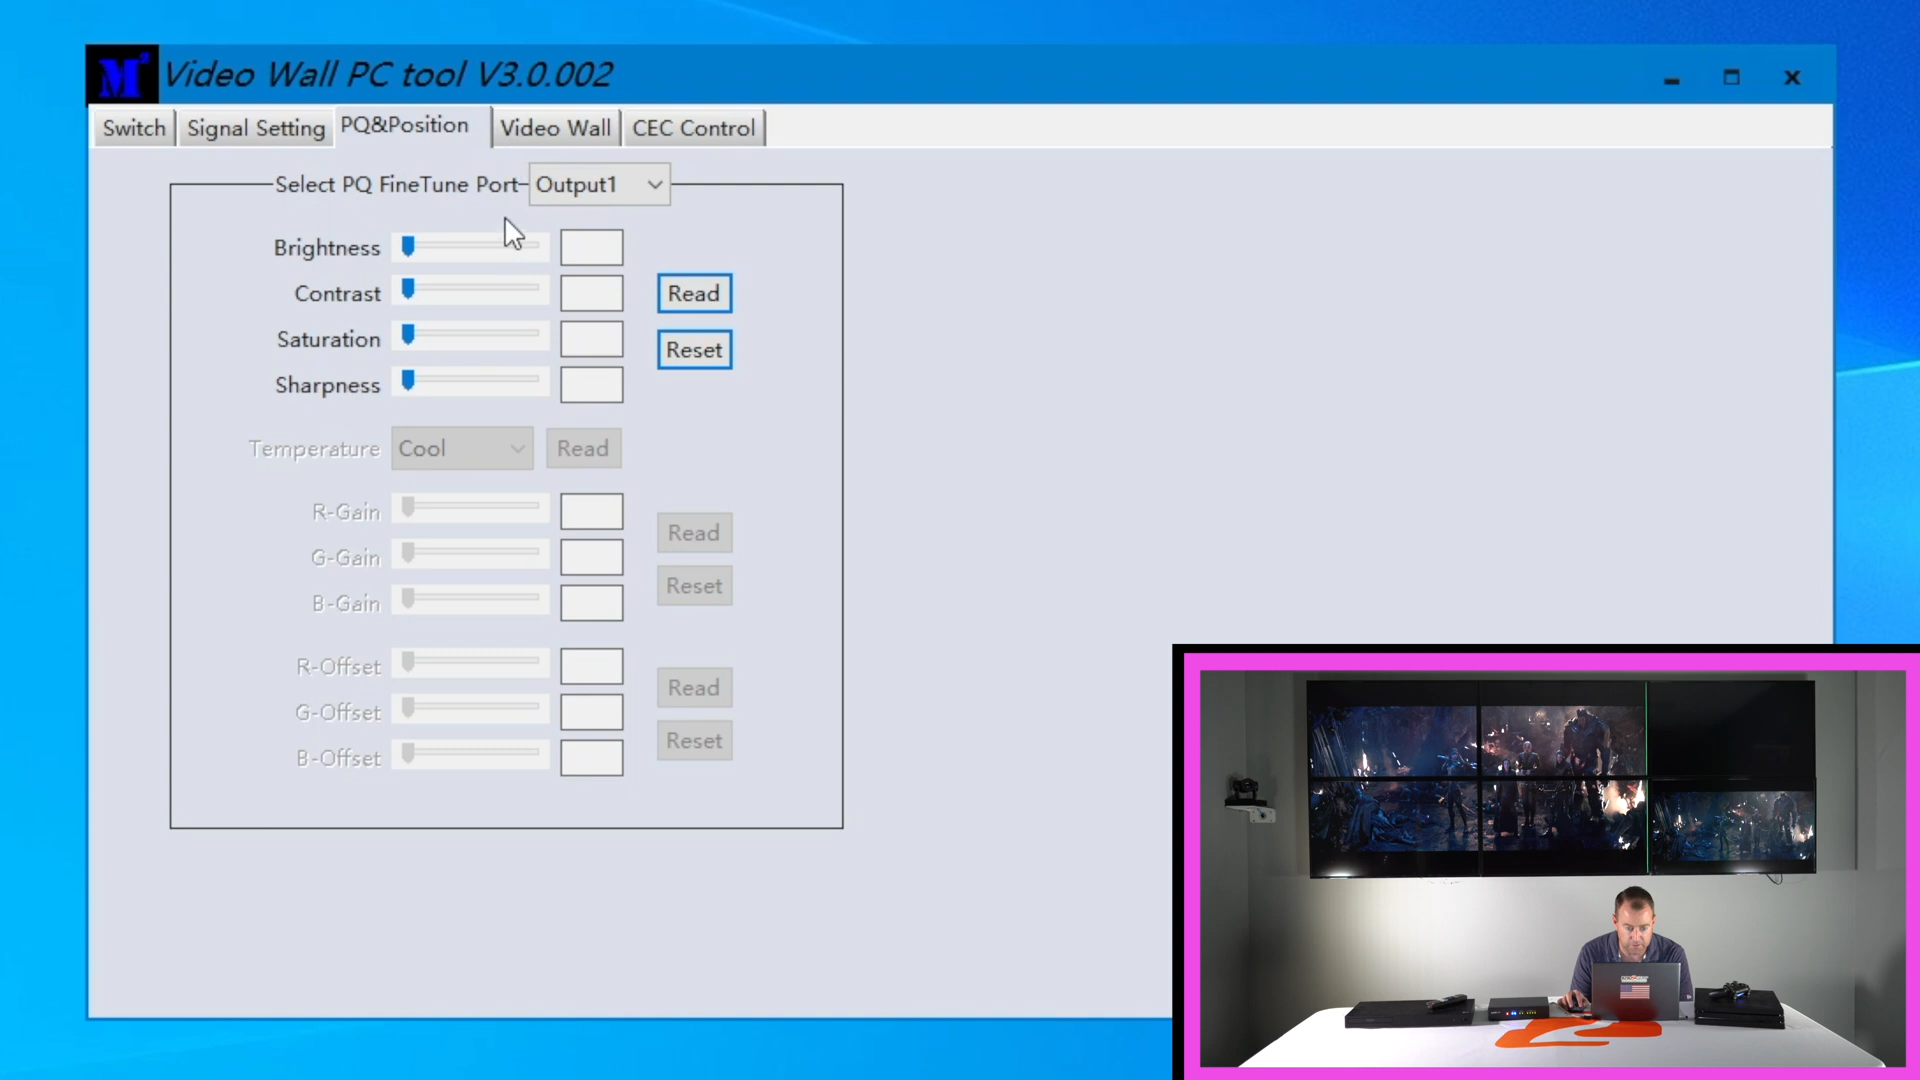 M2 Video Wall PC tool V3.0.002
Switch Signal Setting PQ&Position Video Wall CEC Control
Select PQ FineTune Port Output1
Brightness
Contrast Read
Saturation Reset
Sharpness
Temperature Cool Read
R-Gain
G-Gain Read
B-Gain Reset
R-Offset
G-Offset Read
B-Offset Reset